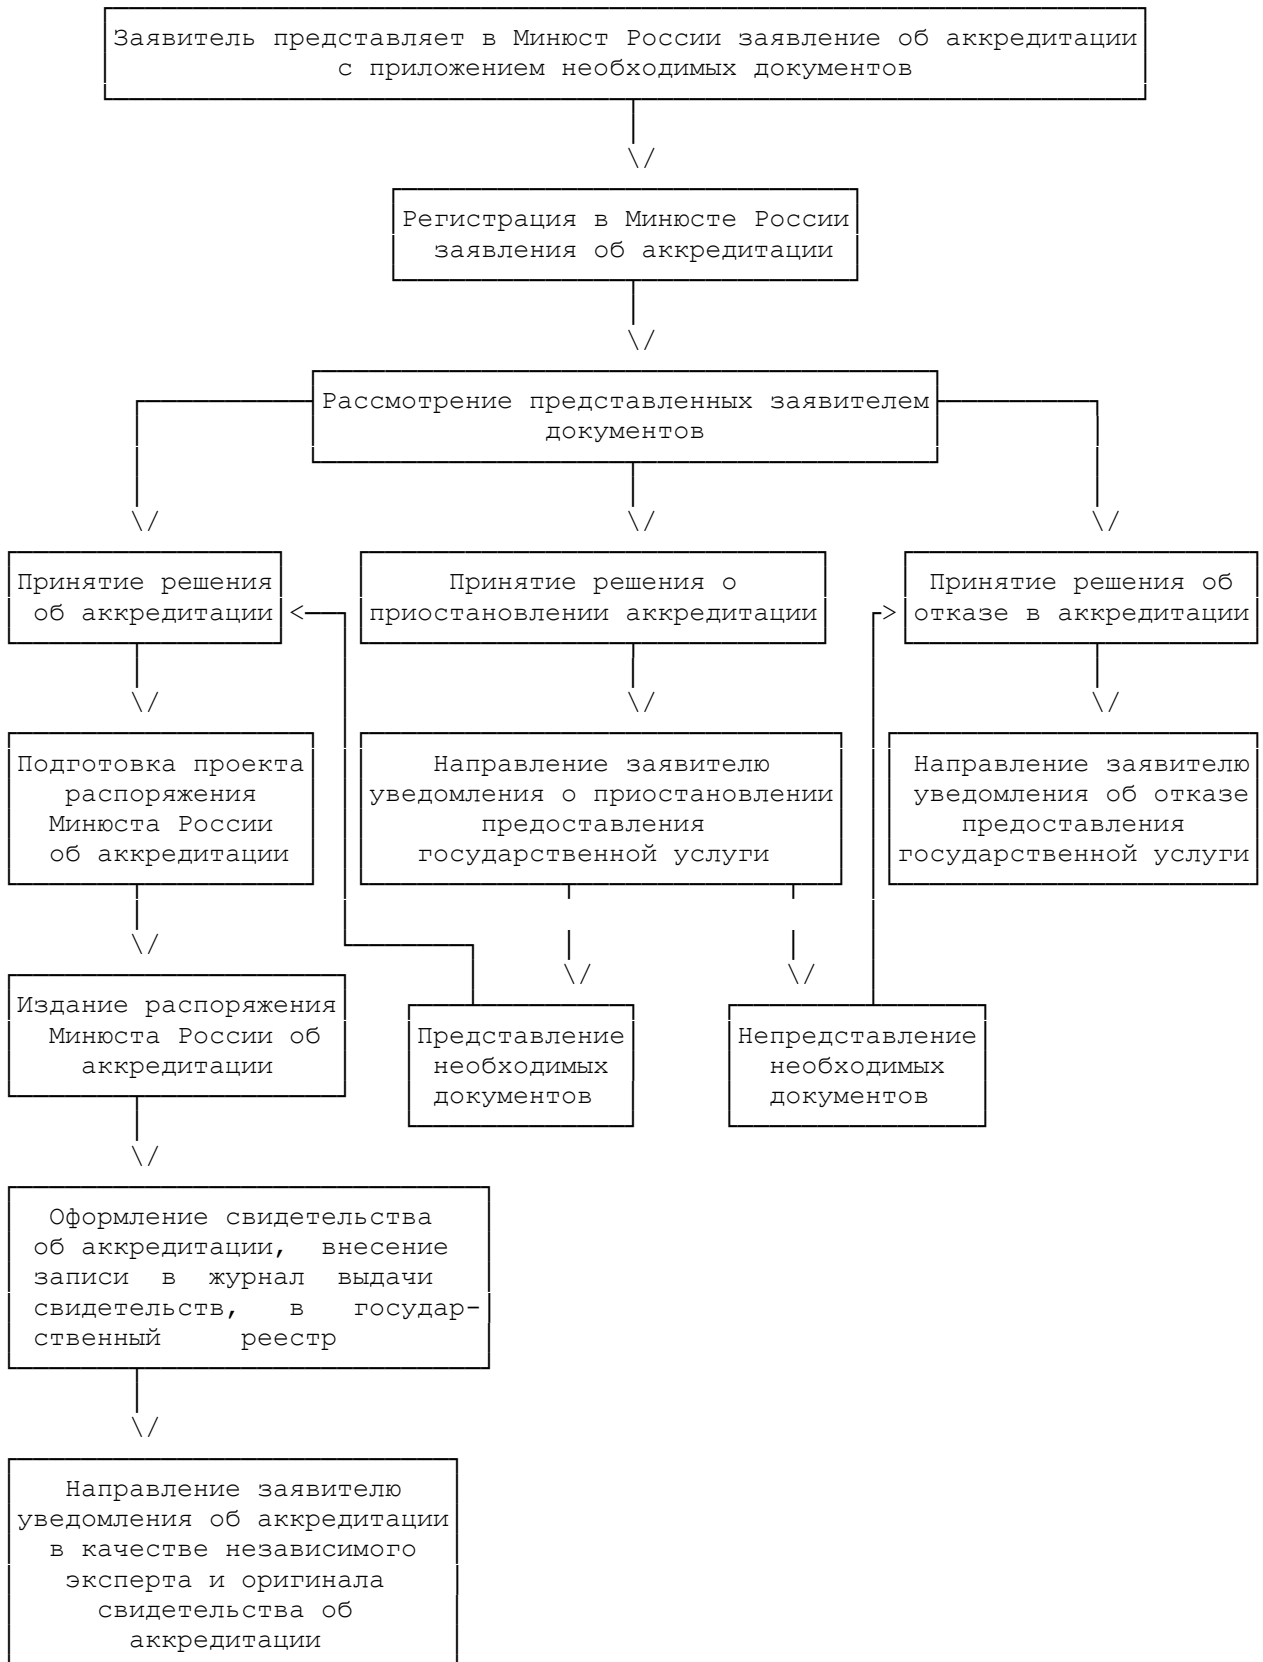 Заявитель представляет в Минюст России заявление об аккредитации
с приложением необходимых документов
Регистрация в Минюсте России
заявления об аккредитации
Рассмотрение представленных заявителем
документов
Принятие решения
об аккредитации
Принятие решения о
приостановлении аккредитации
Принятие решения об
отказе в аккредитации
Подготовка проекта
распоряжения
Минюста России
об аккредитации
Направление заявителю
уведомления о приостановлении
предоставления
государственной услуги
Направление заявителю
уведомления об отказе
предоставления
государственной услуги
Издание распоряжения
Минюста России об
аккредитации
Представление
необходимых
документов
Непредставление
необходимых
документов
Оформление свидетельства
об аккредитации, внесение
записи в журнал выдачи
свидетельств, в государ-
ственный реестр
Направление заявителю
уведомления об аккредитации
в качестве независимого
эксперта и оригинала
свидетельства об
аккредитации